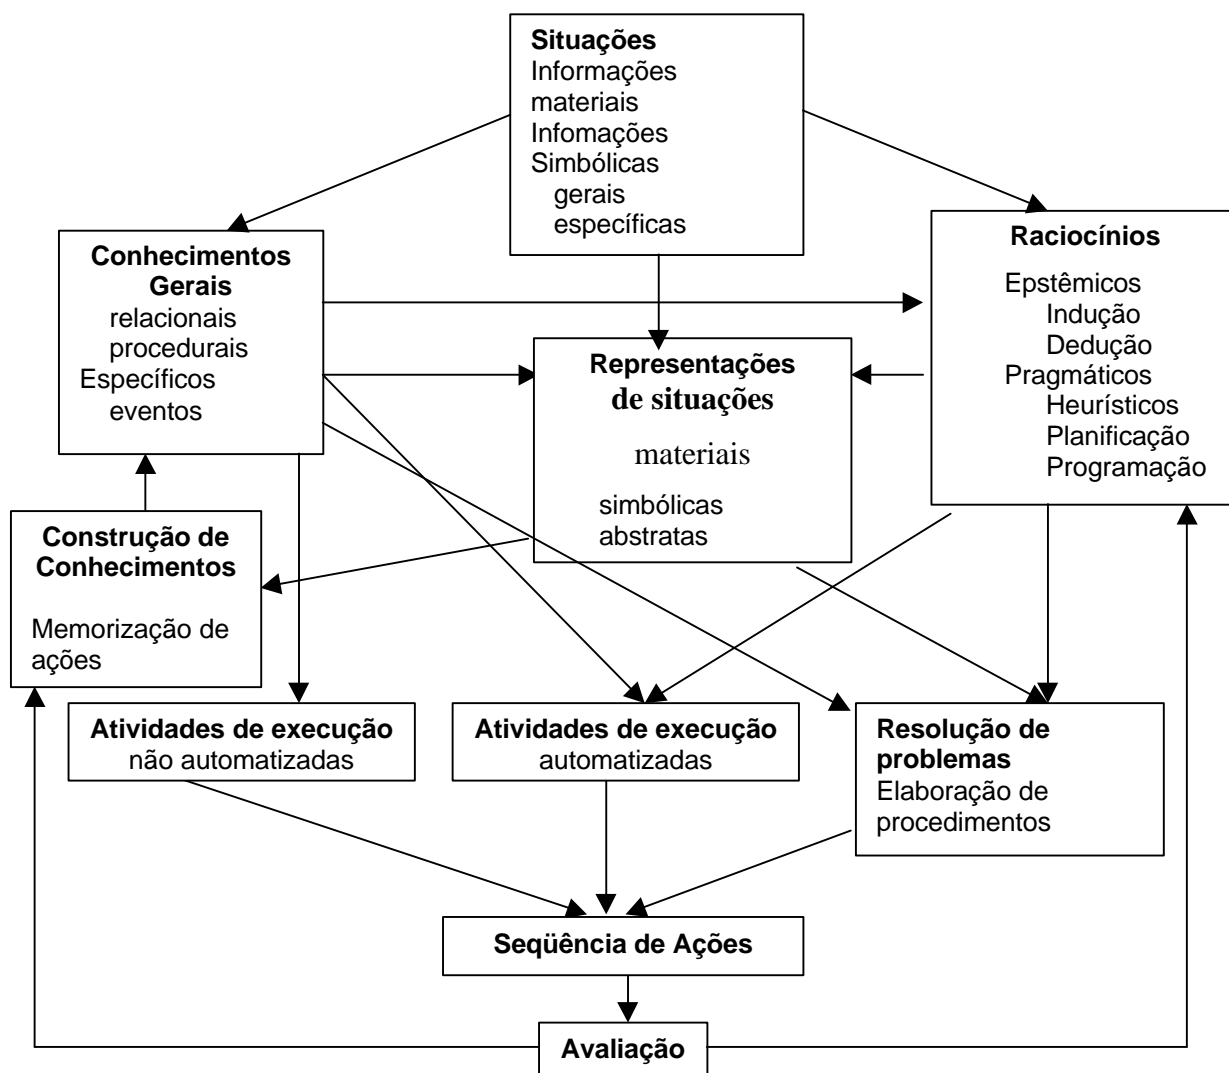 Situações
Informações
materiais
Infomações
Simbólicas
gerais
específicas
Conhecimentos
Gerais
relacionais
procedurais
Específicos
eventos
Raciocínios
Epstêmicos
Indução
Dedução
Pragmáticos
Heurísticos
Planificação
Programação
Representações
de situações
materiais
simbólicas
abstratas
Construção de
Conhecimentos
Memorização de
ações
Atividades de execução
não automatizadas
Atividades de execução
automatizadas
Resolução de
problemas
Elaboração de
procedimentos
Seqüência de Ações
Avaliação